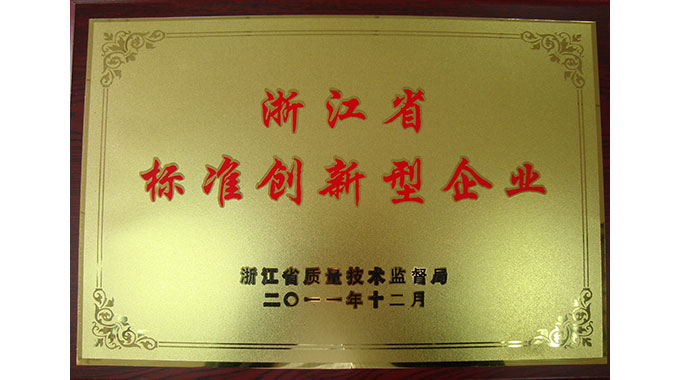 浙江省
标准创新型企业
浙江省质量技术监督局
二〇一一年十二月